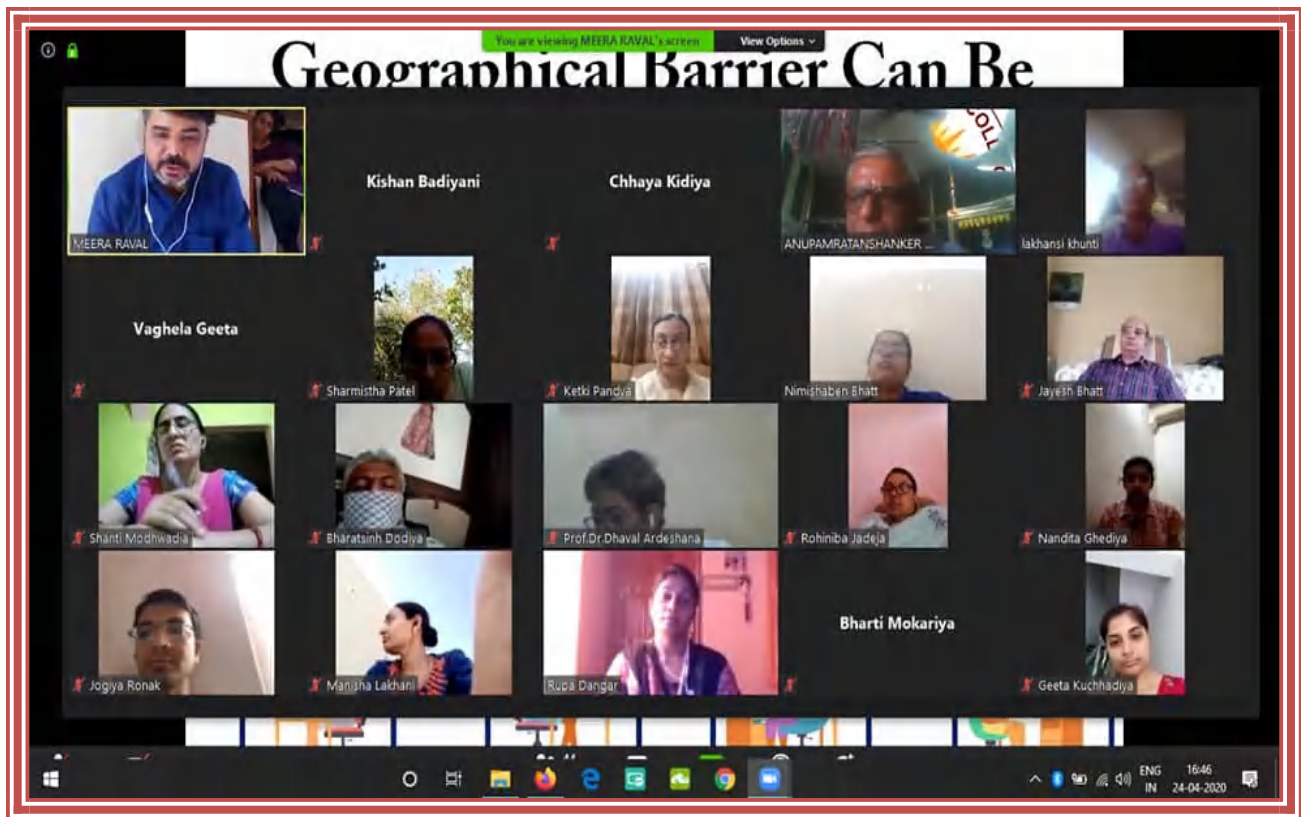 You are viewing MEERA RAVAL's screen
View Options
Geographical Barrier Can Be
COLL
MEERA RAVAL
Kishan Badiyani
Chhaya Kidiya
ANUPAMRATANSHANKER ...
lakhansi khunti
Vaghela Geeta
Sharmistha Patel
Ketki Pandya
Nimishaben Bhatt
Jayesh Bhatt
Shanti Modhwadia
Bharatsinh Dodiya
Prof.Dr.Dhaval Ardeshana
Rohiniba Jadeja
Nandita Ghediya
Jogiya Ronak
Manisha Lakhani
Rupa Dangar
Bharti Mokariya
Geeta Kuchhadiya
ENG
IN
16:46
24-04-2020